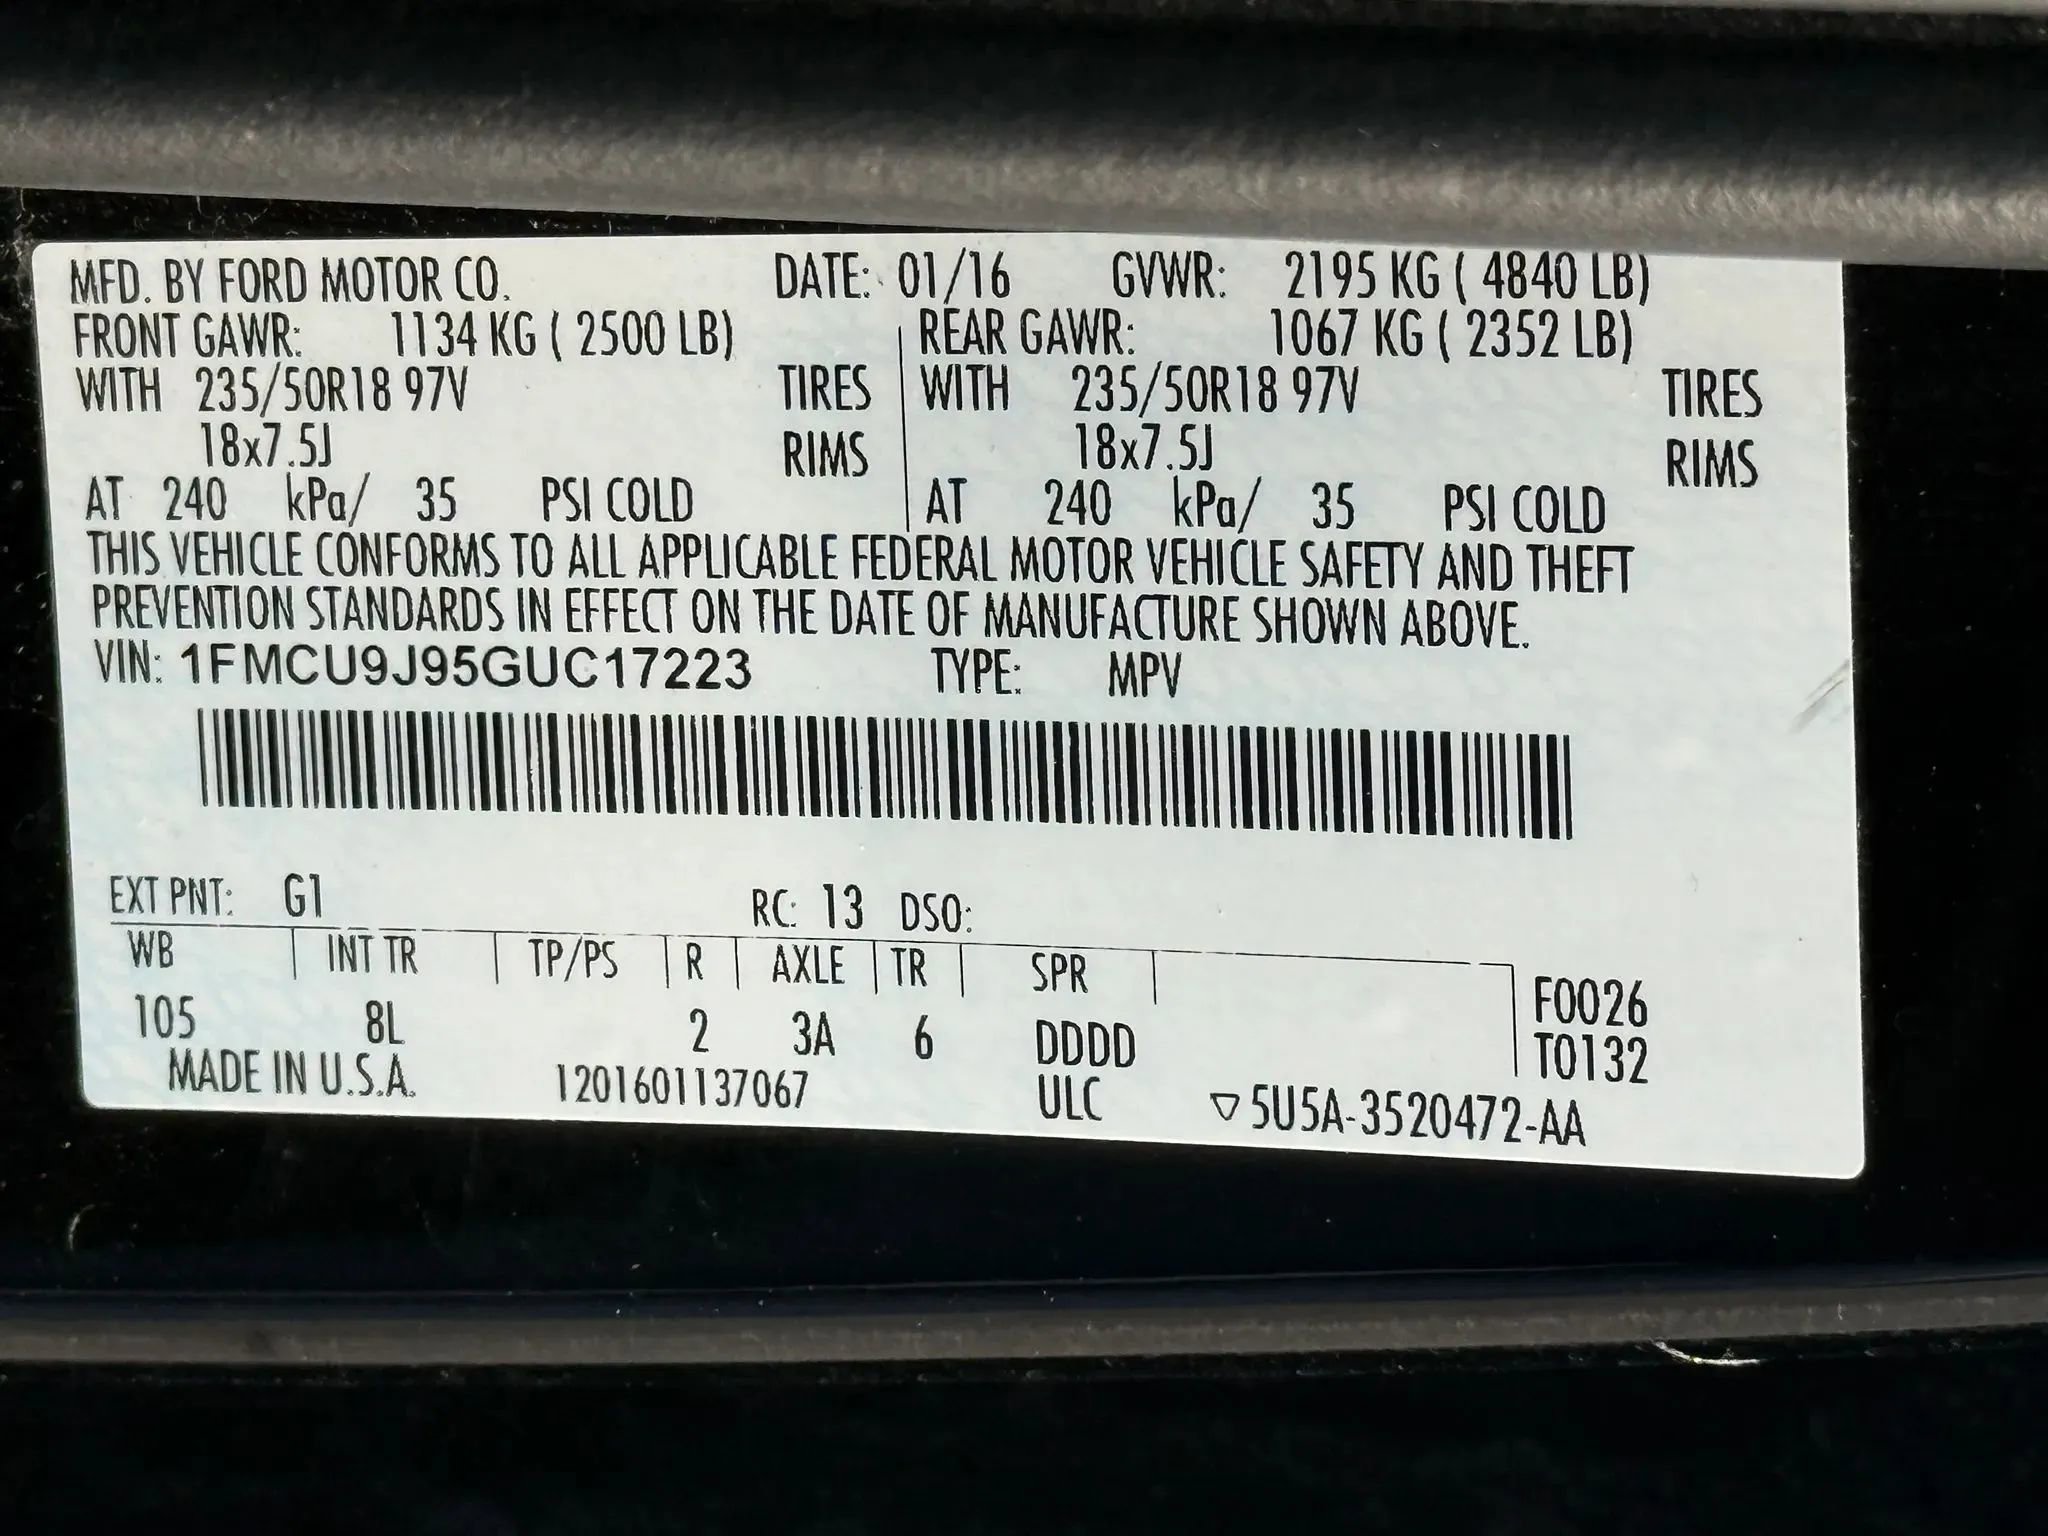 MFD. BY FORD MOTOR CO. DATE: 01/16 GVWR: 2195 KG ( 4840 LB)
FRONT GAWR: 1134 KG ( 2500 LB) REAR GAWR: 1067 KG ( 2352 LB)
WITH 235/50R18 97V TIRES WITH 235/50R18 97V TIRES
18x7.5J RIMS 18x7.5J RIMS
AT 240 kPa/ 35 PSI COLD AT 240 kPa/ 35 PSI COLD
THIS VEHICLE CONFORMS TO ALL APPLICABLE FEDERAL MOTOR VEHICLE SAFETY AND THEFT
PREVENTION STANDARDS IN EFFECT ON THE DATE OF MANUFACTURE SHOWN ABOVE.
VIN: 1FMCU9J95GUC17223 TYPE: MPV
EXT PNT: G1 RC: 13 DSO:
WB INT TR TP/PS R AXLE TR SPR
105 8L 2 3A 6 DDDD F0026
T0132
MADE IN U.S.A. 1201601137067 ULC ▽5U5A-3520472-AA